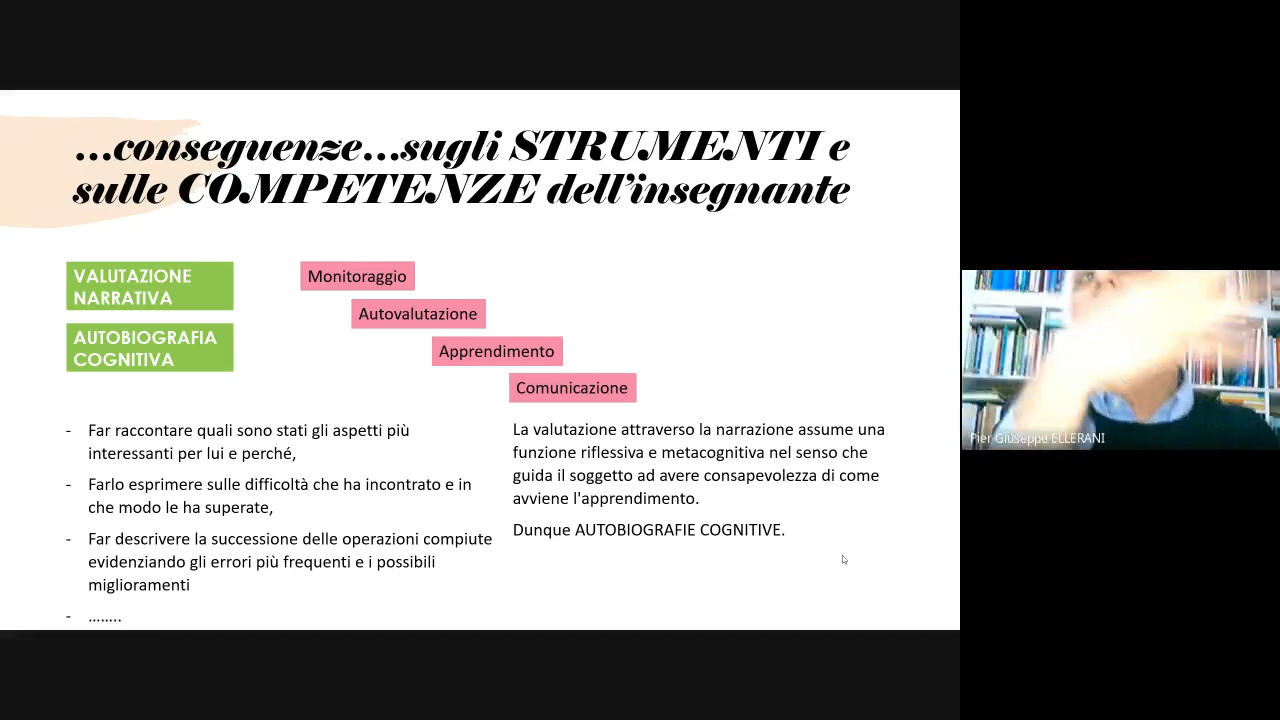 ...conseguenze...sugli STRUMENTI e
sulle COMPETENZE dell'insegnante
VALUTAZIONE
NARRATIVA
AUTOBIOGRAFIA
COGNITIVA
Monitoraggio
Autovalutazione
Apprendimento
Comunicazione
- Far raccontare quali sono stati gli aspetti più
interessanti per lui e perché,
- Farlo esprimere sulle difficoltà che ha incontrato e in
che modo le ha superate,
- Far descrivere la successione delle operazioni compiute
evidenziando gli errori più frequenti e i possibili
miglioramenti
- ........
La valutazione attraverso la narrazione assume una
funzione riflessiva e metacognitiva nel senso che
guida il soggetto ad avere consapevolezza di come
avviene l'apprendimento.
Dunque AUTOBIOGRAFIE COGNITIVE.
Pier Giuseppe ELLERANI